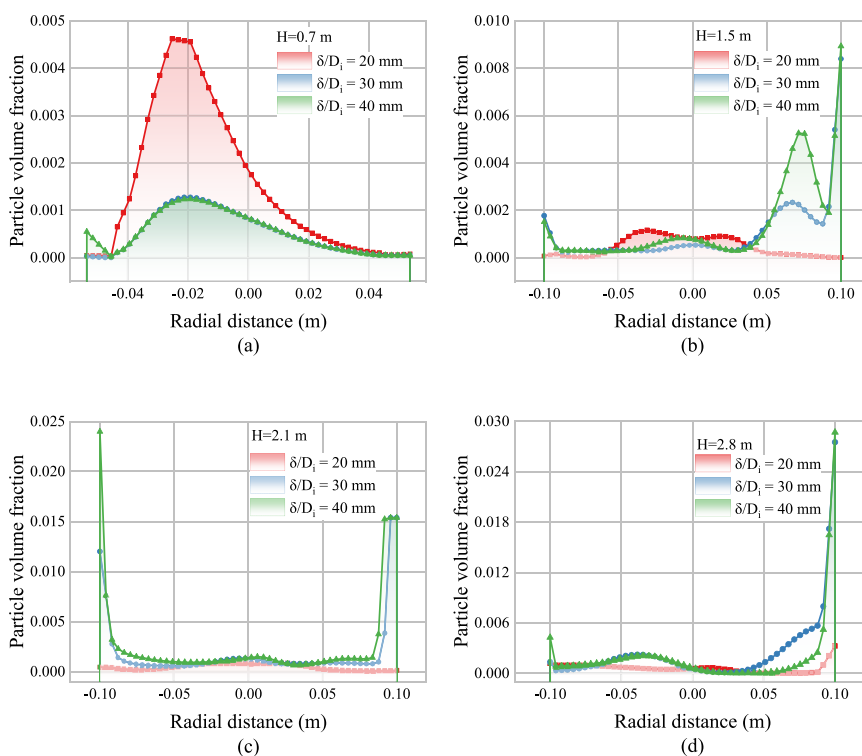 0.005
0.004
0.003
0.002
0.001
0.000
Particle volume fraction
H=0.7 m
δ/Di = 20 mm
δ/Di = 30 mm
δ/Di = 40 mm
-0.04 -0.02 0.00 0.02 0.04
Radial distance (m)
(a)
0.010
0.008
0.006
0.004
0.002
0.000
Particle volume fraction
H=1.5 m
δ/Di = 20 mm
δ/Di = 30 mm
δ/Di = 40 mm
-0.10 -0.05 0.00 0.05 0.10
Radial distance (m)
(b)
0.025
0.020
0.015
0.010
0.005
0.000
Particle volume fraction
H=2.1 m
δ/Di = 20 mm
δ/Di = 30 mm
δ/Di = 40 mm
-0.10 -0.05 0.00 0.05 0.10
Radial distance (m)
(c)
0.030
0.024
0.018
0.012
0.006
0.000
Particle volume fraction
H=2.8 m
δ/Di = 20 mm
δ/Di = 30 mm
δ/Di = 40 mm
-0.10 -0.05 0.00 0.05 0.10
Radial distance (m)
(d)